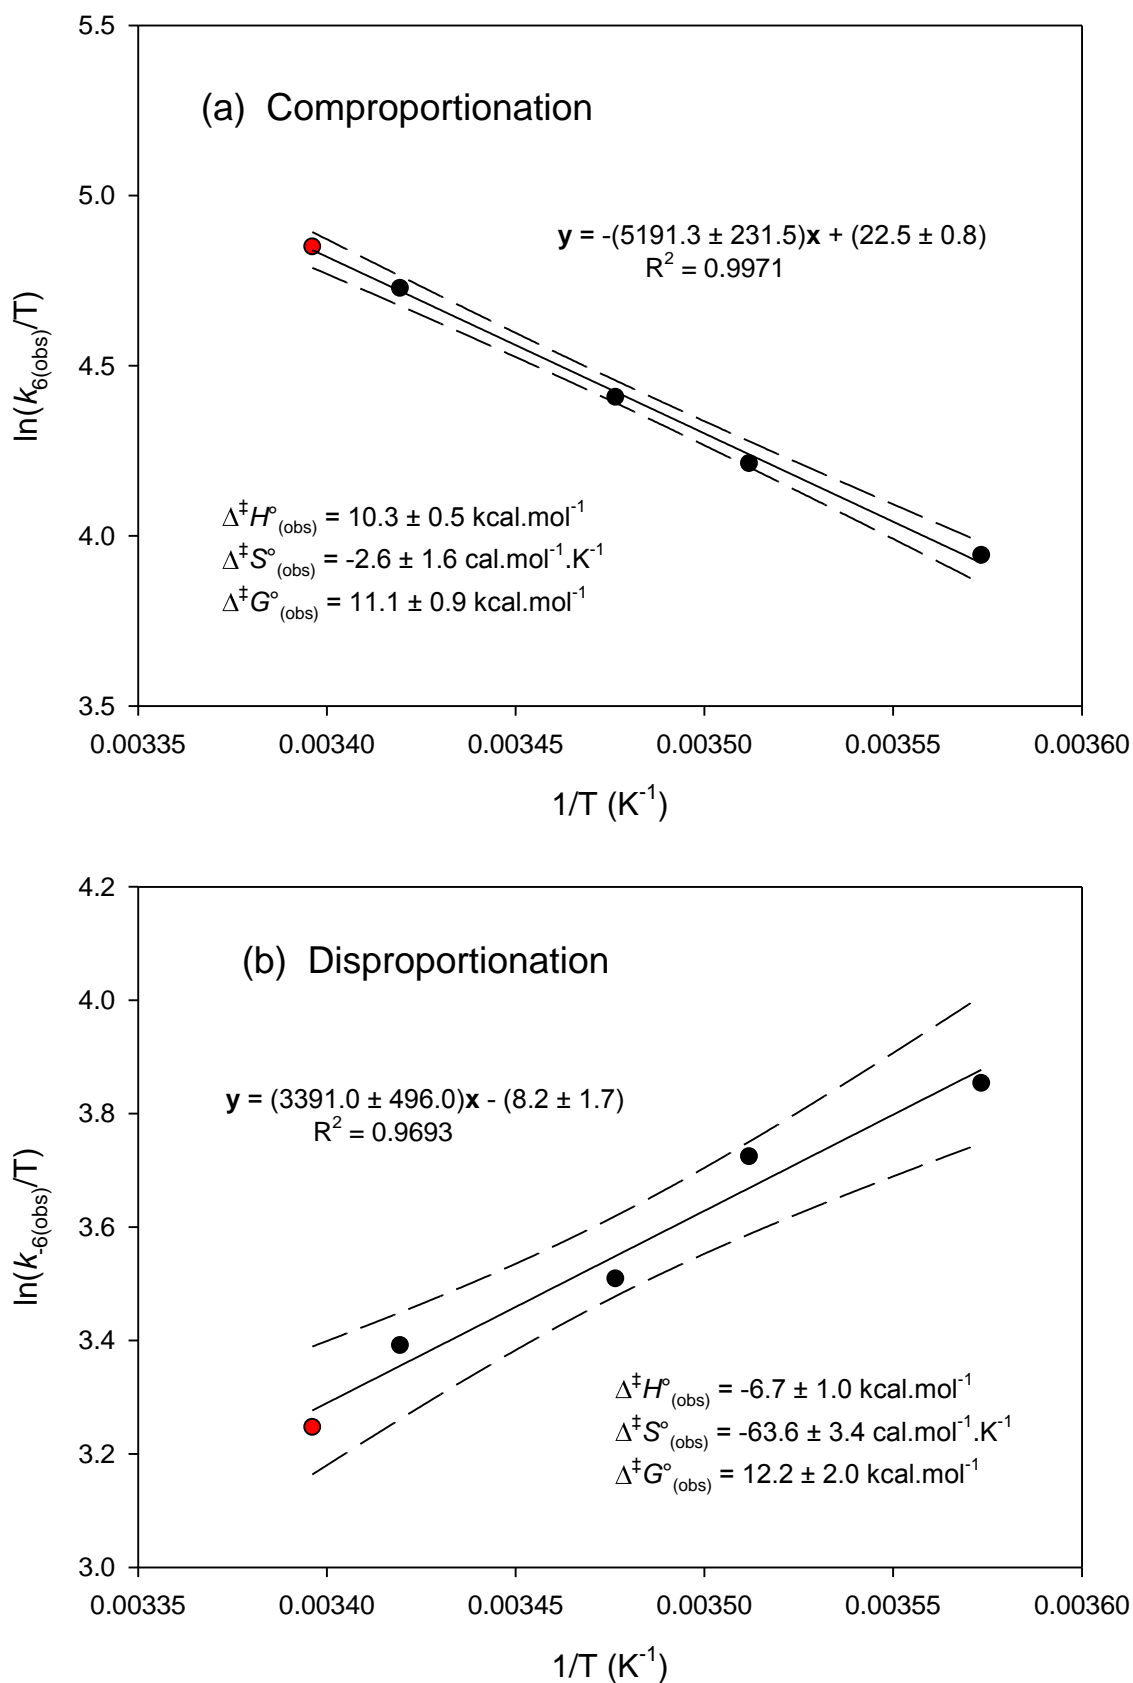 5.5
(a) Comproportionation
5.0
y = -(5191.3 ± 231.5)x + (22.5 ± 0.8)
R² = 0.9971
4.5
ln(k₆₍obs₎/T)
Δ‡H°(obs) = 10.3 ± 0.5 kcal.mol⁻¹
4.0
Δ‡S°(obs) = -2.6 ± 1.6 cal.mol⁻¹.K⁻¹
Δ‡G°(obs) = 11.1 ± 0.9 kcal.mol⁻¹
3.5
0.00335 0.00340 0.00345 0.00350 0.00355 0.00360
1/T (K⁻¹)
4.2
(b) Disproportionation
4.0
y = (3391.0 ± 496.0)x - (8.2 ± 1.7)
R² = 0.9693
3.8
3.6
ln(k₋₆₍obs₎/T)
3.4
Δ‡H°(obs) = -6.7 ± 1.0 kcal.mol⁻¹
Δ‡S°(obs) = -63.6 ± 3.4 cal.mol⁻¹.K⁻¹
3.2
Δ‡G°(obs) = 12.2 ± 2.0 kcal.mol⁻¹
3.0
0.00335 0.00340 0.00345 0.00350 0.00355 0.00360
1/T (K⁻¹)